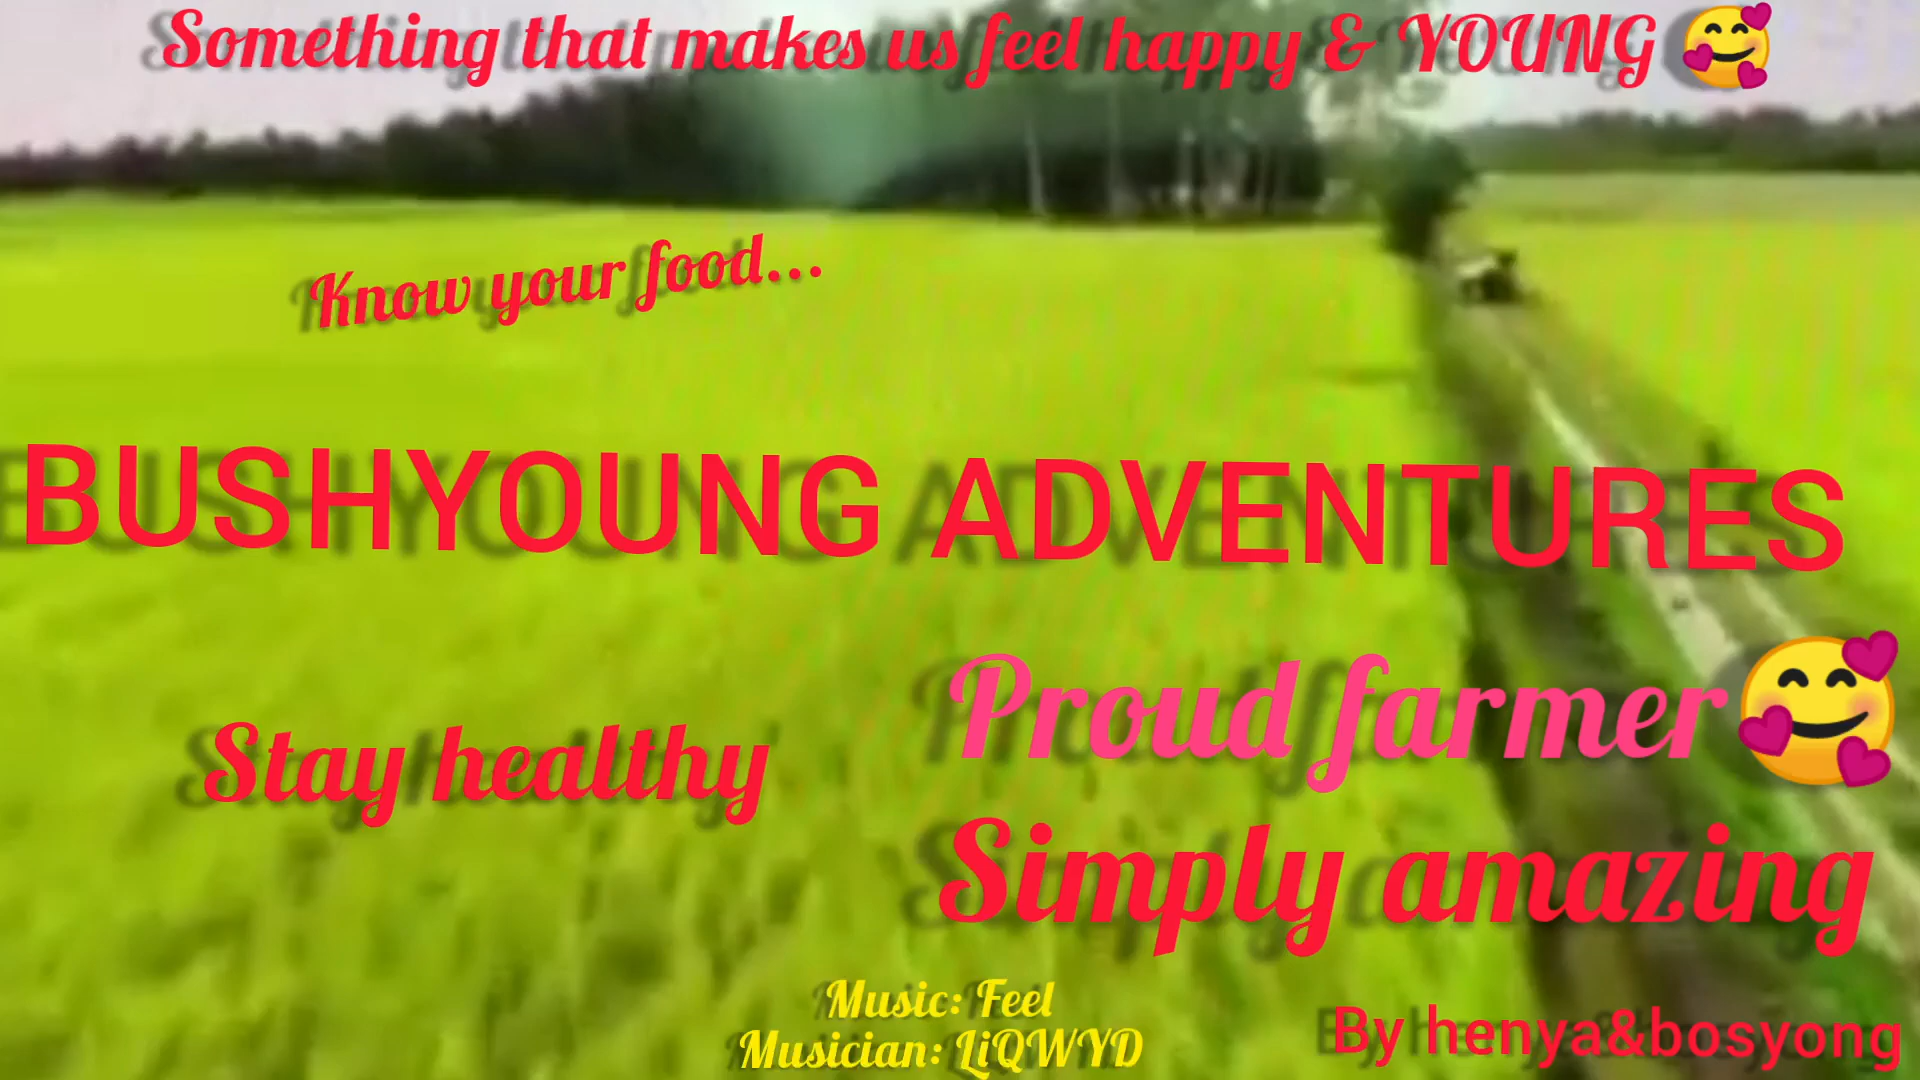 Something that makes us feel happy & YOUNG 🥰
Know your food...
BUSHYOUNG ADVENTURES
Proud farmer🥰
Stay healthy
Simply amazing
Music: Feel
Musician: LiQWYD
By henya&bosyong